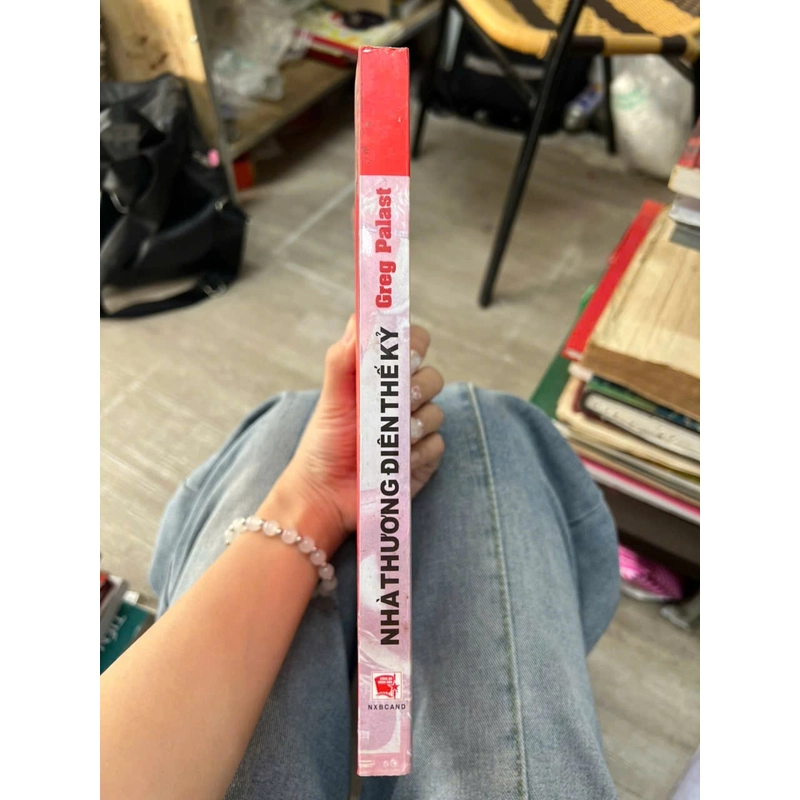 Greg Palast
NHÀ THƯƠNG ĐIÊN THẾ KỶ
NXBCAND